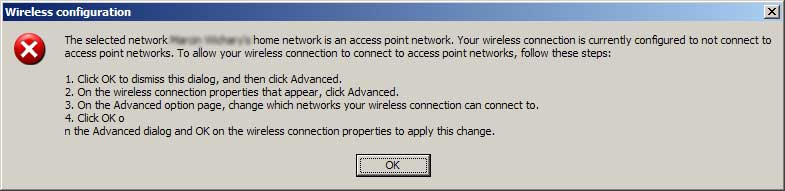 Wireless configuration
The selected network home network is an access point network. Your wireless connection is currently configured to not connect to
access point networks. To allow your wireless connection to connect to access point networks, follow these steps:
1. Click OK to dismiss this dialog, and then click Advanced.
2. On the wireless connection properties that appear, click Advanced.
3. On the Advanced option page, change which networks your wireless connection can connect to.
4. Click OK o
n the Advanced dialog and OK on the wireless connection properties to apply this change.
OK